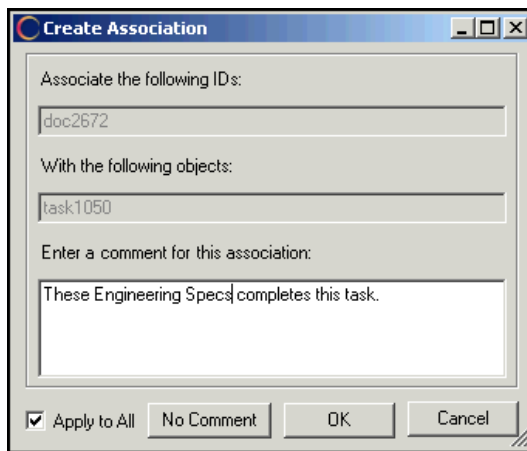 Create Association
Associate the following IDs:
doc2672
With the following objects:
task1050
Enter a comment for this association:
These Engineering Specs completes this task.
Apply to All No Comment OK Cancel